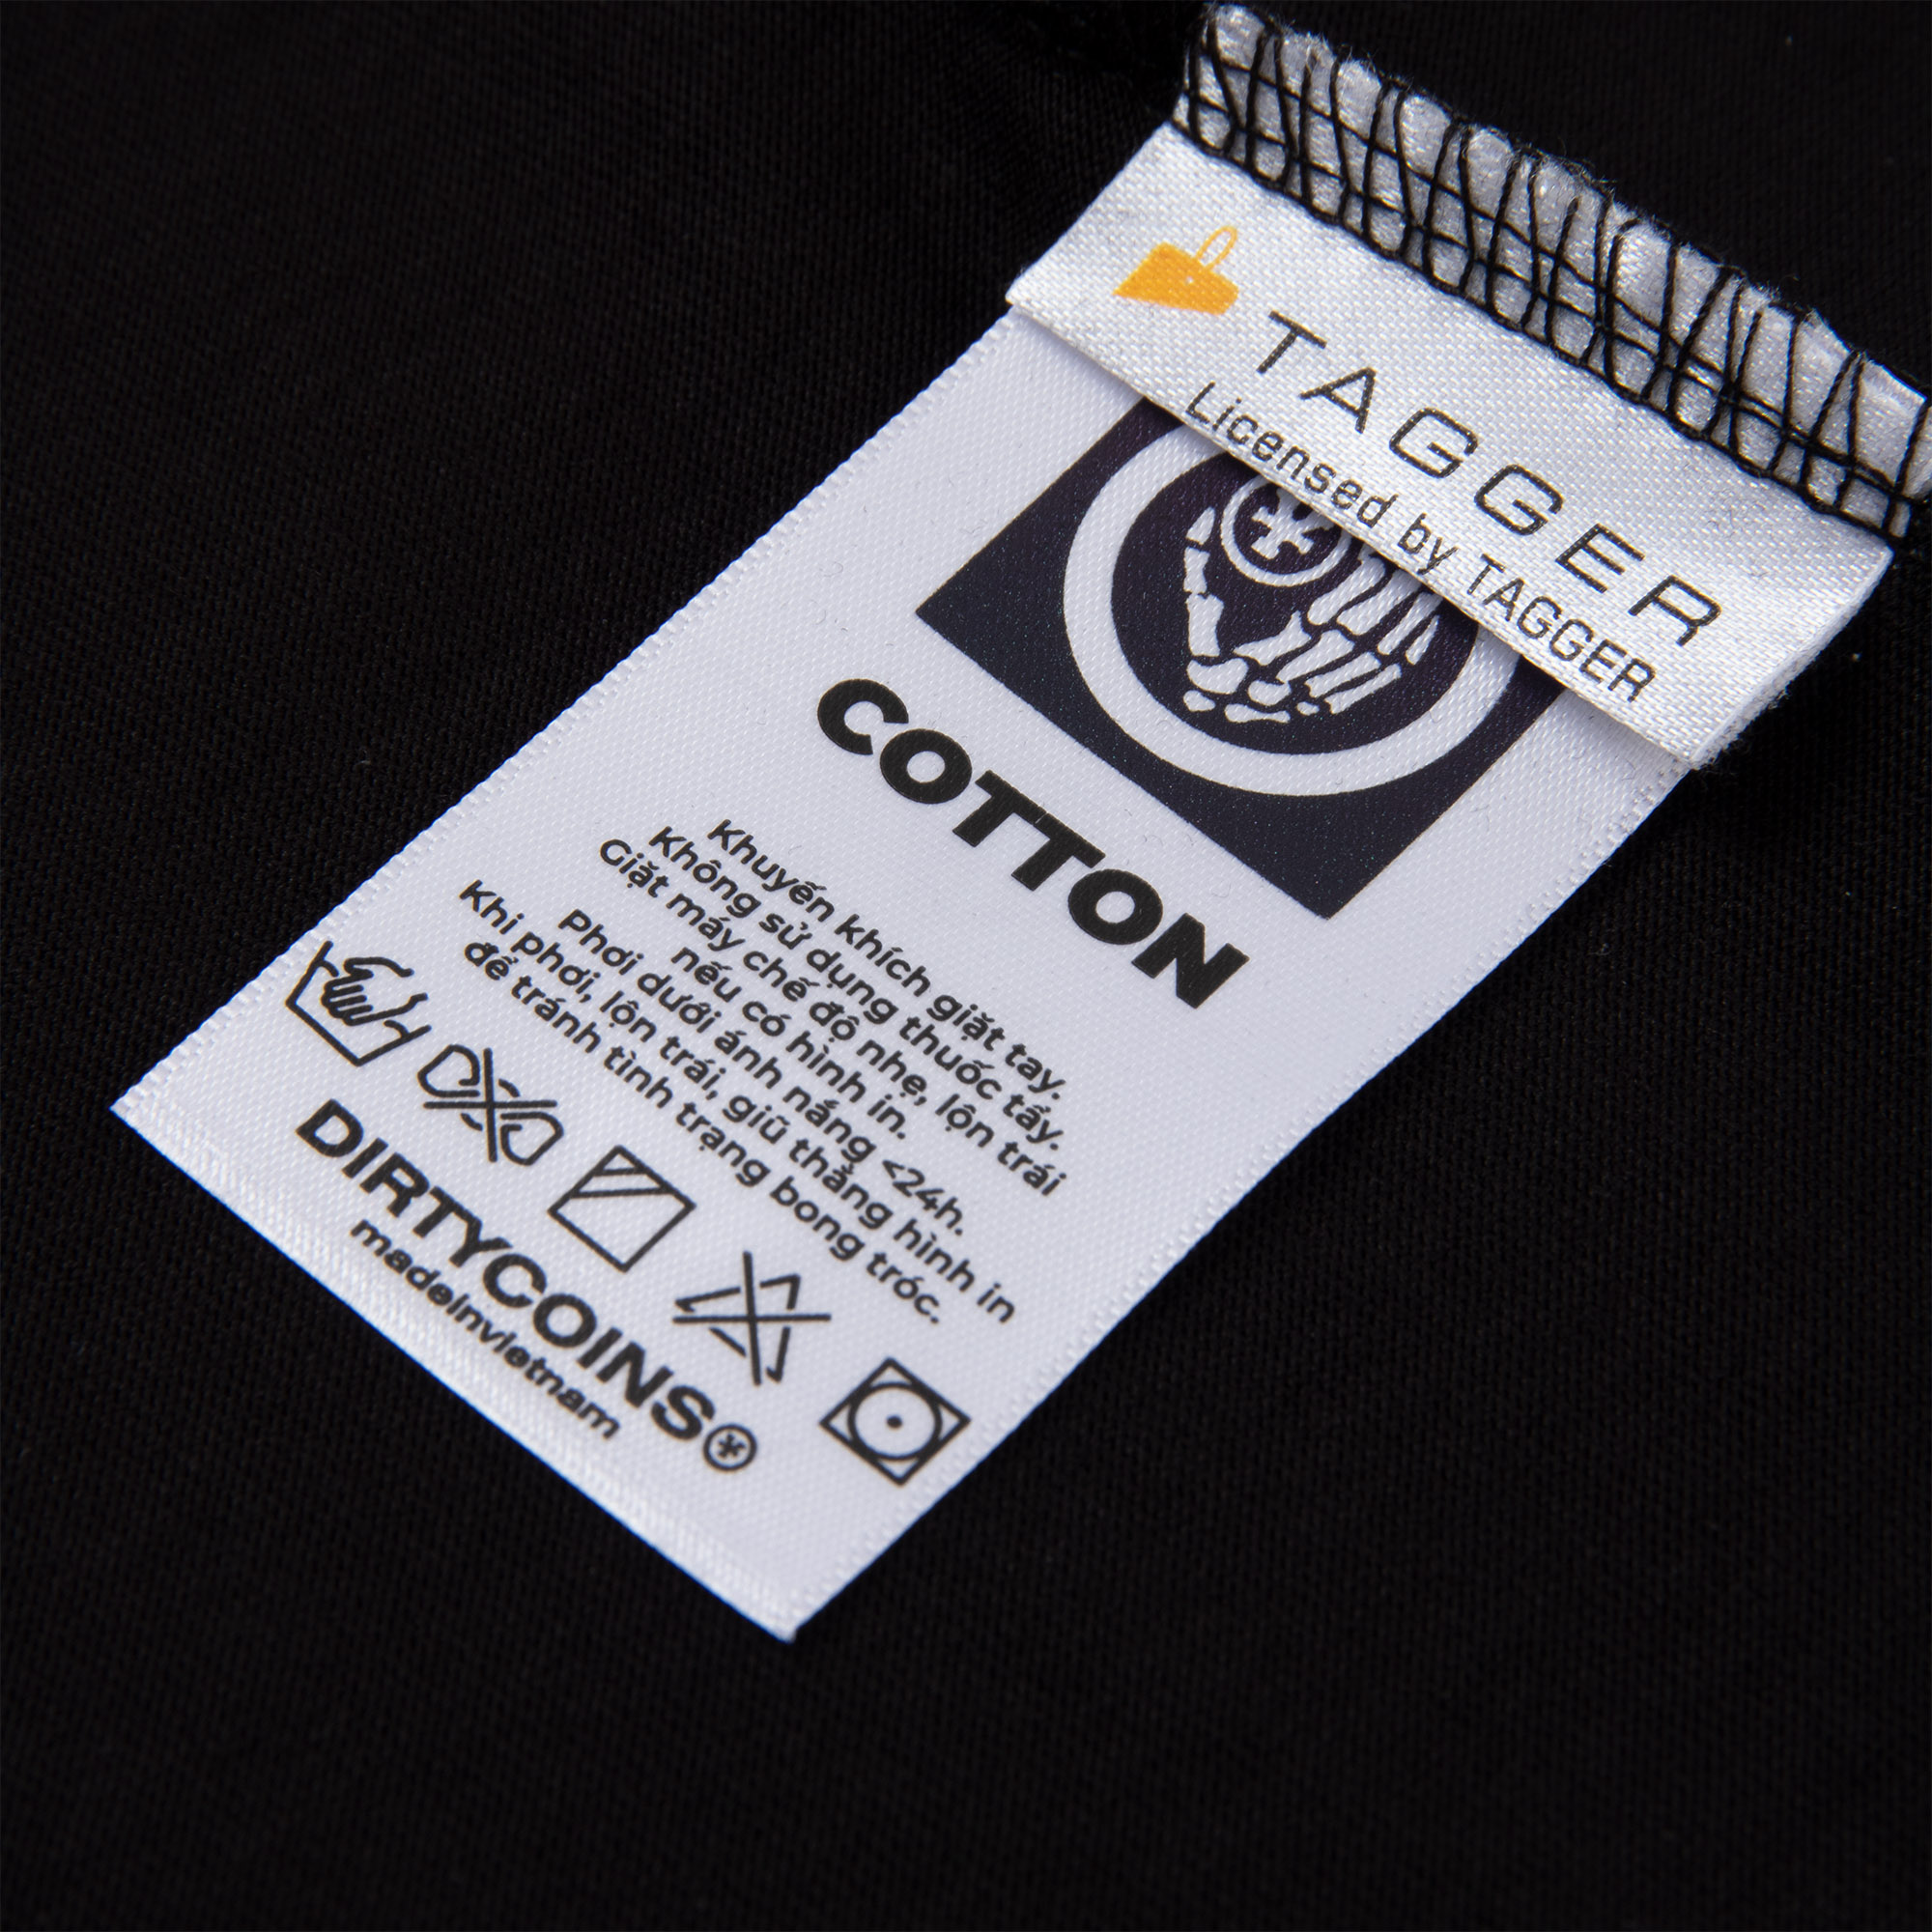 TAGGER
Licensed by TAGGER
COTTON
Khuyến khích giặt tay.
Không sử dụng thuốc tẩy.
Giặt máy chế độ nhẹ, lộn trái
nếu có hình in.
Phơi dưới ánh nắng <24h.
Khi phơi, lộn trái, giũ thẳng hình in
để tránh tình trạng bong tróc.
DIRTYCOINS
madeinvietnam